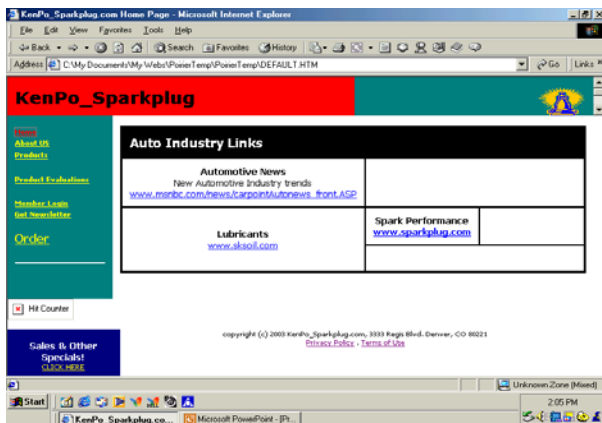 KenPo_Sparkplug.com Home Page - Microsoft Internet Explorer
File Edit View Favorites Tools Help
Back Search Favorites History
Address C:\My Documents\My Webs\PoirierTemp\PoirierTemp\DEFAULT.HTM Go Links
KenPo_Sparkplug
Home
About US
Products
Product Evaluations
Member Login
Get Newsletter
Order
Auto Industry Links
Automotive News
New Automotive Industry trends
www.msnbc.com/news/carpointAutonews_front.ASP
Lubricants
www.sksoil.com
Spark Performance
www.sparkplug.com
Hit Counter
Sales & Other
Specials!
CLICK HERE
copyright (c) 2003 KenPo_Sparkplug.com, 3333 Regis Blvd. Denver, CO 80221
Privacy Policy - Terms of Use
Unknown Zone (Mixed)
Start 2:05 PM
KenPo_Sparkplug.co... Microsoft PowerPoint - [Pr...